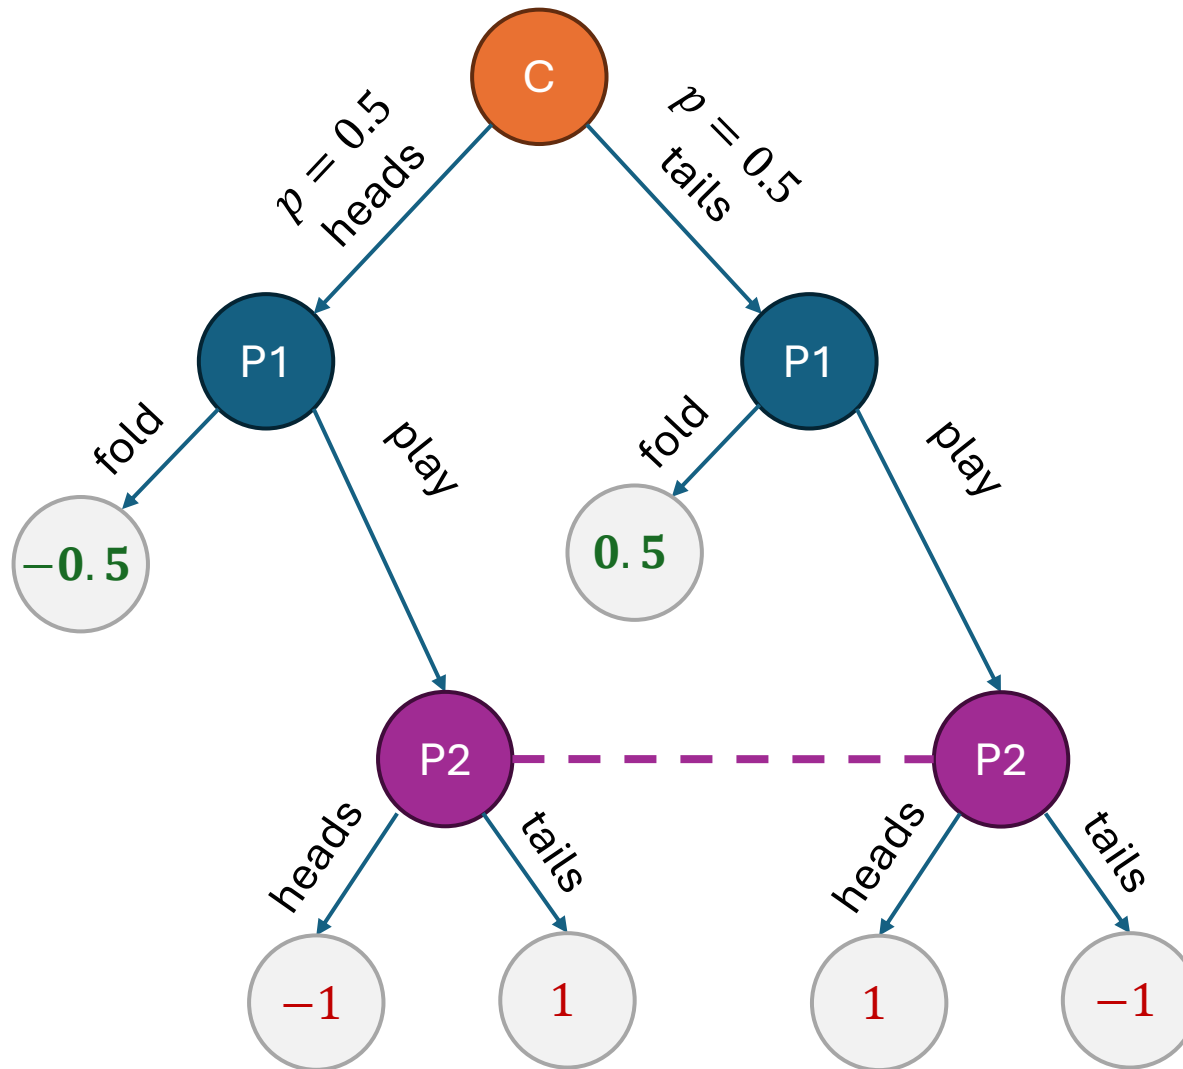 C
p = 0.5
heads
p = 0.5
tails
P1
P1
fold
play
fold
play
−0.5
0.5
P2
P2
heads
tails
heads
tails
−1
1
1
−1